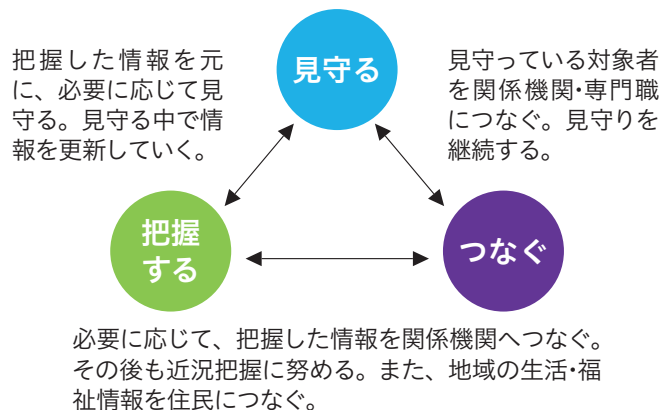 見守る
把握した情報を元
に、必要に応じて見
守る。見守る中で情
報を更新していく。
見守っている対象者
を関係機関・専門職
につなぐ。見守りを
継続する。
把握
する
つなぐ
必要に応じて、把握した情報を関係機関へつなぐ。
その後も近況把握に努める。また、地域の生活・福
祉情報を住民につなぐ。